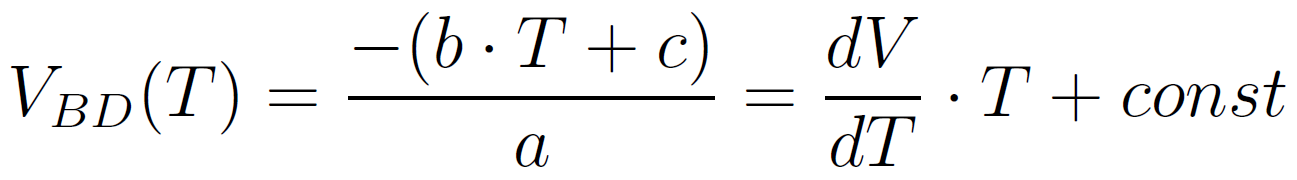 $V_{BD}(T) = \frac{-(b \cdot T + c)}{a} = \frac{dV}{dT} \cdot T + const$